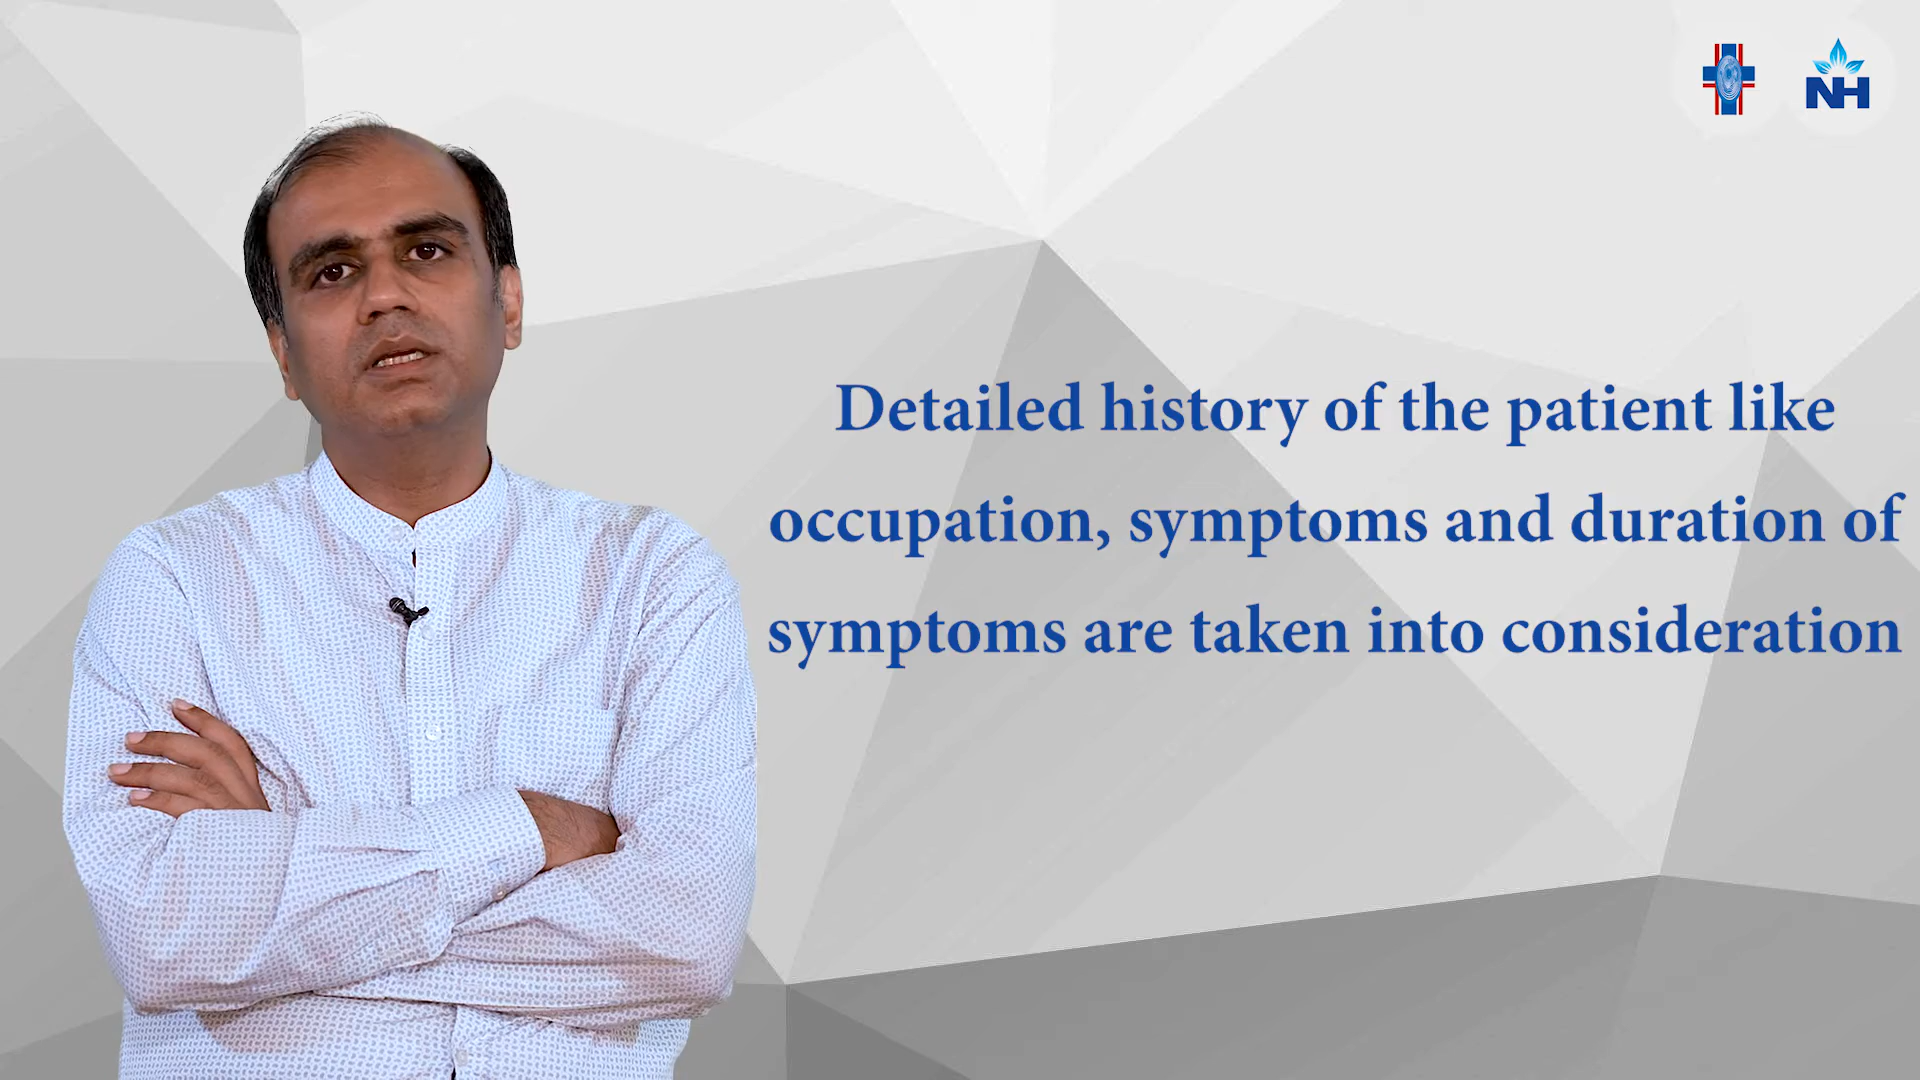 NH
Detailed history of the patient like
occupation, symptoms and duration of
symptoms are taken into consideration